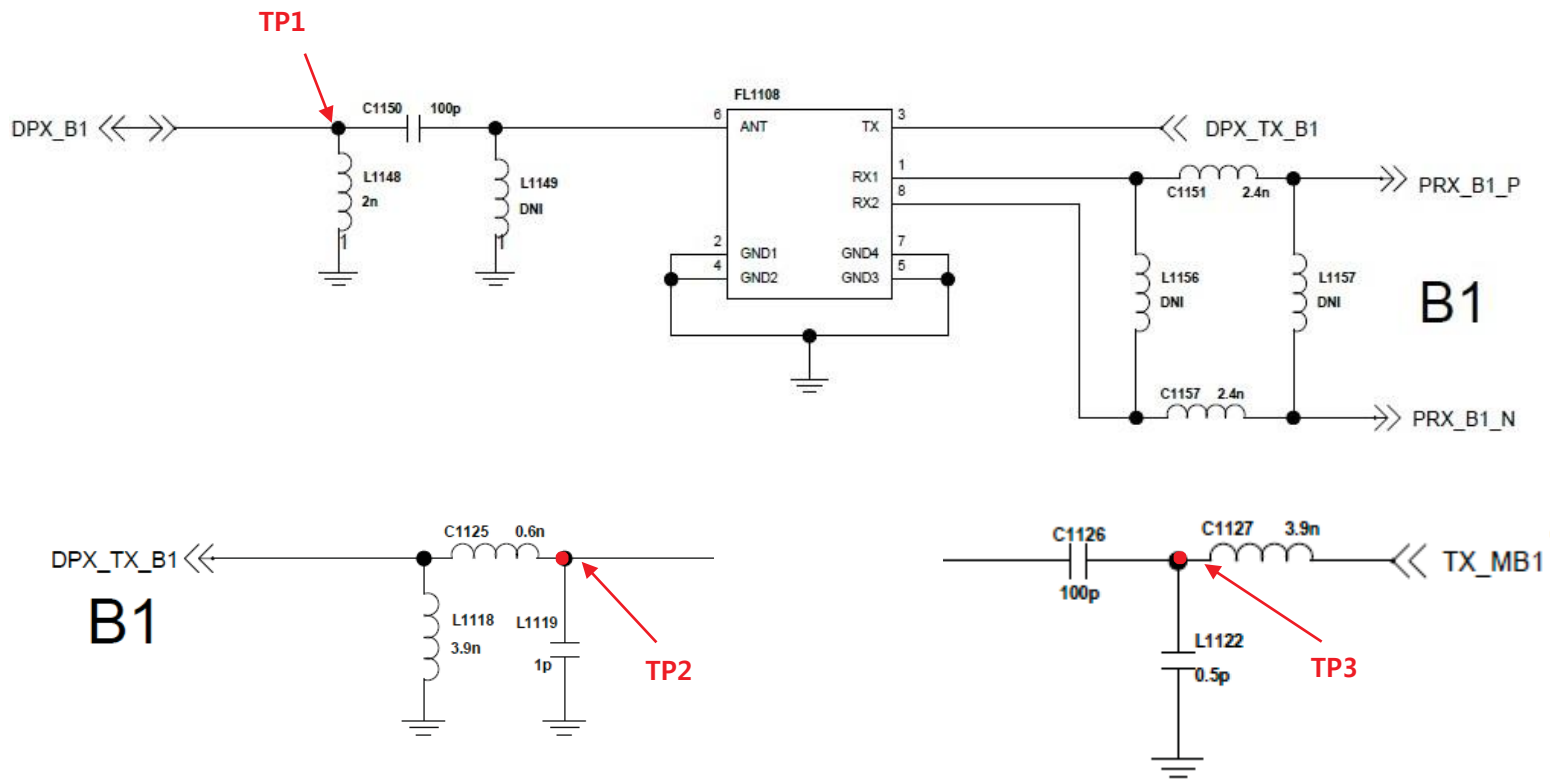 TP1
C1150 100p
FL1108
DPX_B1
6 ANT TX 3
DPX_TX_B1
L1148
2n
1
L1149
DNI
1
RX1 1
RX2 8
C1151 2.4n
PRX_B1_P
2 GND1 GND4 7
4 GND2 GND3 5
L1156
DNI
L1157
DNI
B1
C1157 2.4n
PRX_B1_N
C1125 0.6n
DPX_TX_B1
B1
L1118
3.9n
L1119
1p
TP2
C1126
100p
C1127 3.9n
TX_MB1
L1122
0.5p
TP3